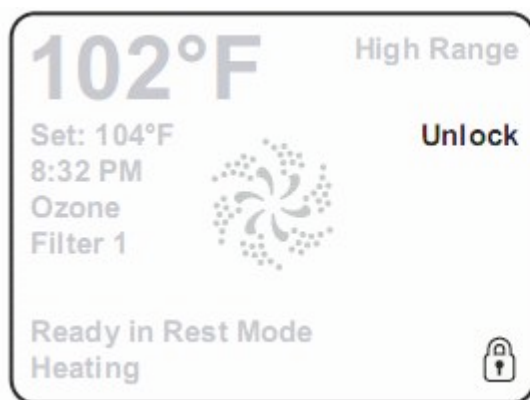 102°F
High Range
Set: 104°F
Unlock
8:32 PM
Ozone
Filter 1
Ready in Rest Mode
Heating